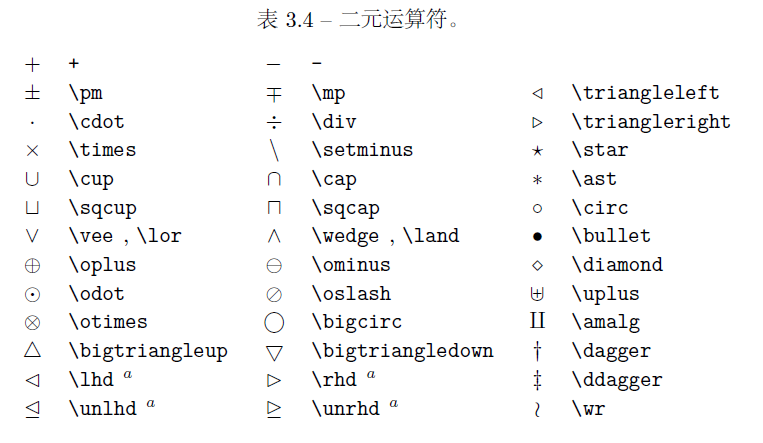 表 3.4 – 二元运算符。
+ + − -
± \pm ∓ \mp ◁ \triangleleft
· \cdot ÷ \div ▷ \triangleright
× \times \ \setminus ⋆ \star
∪ \cup ∩ \cap ∗ \ast
⊔ \sqcup ⊓ \sqcap ○ \circ
∨ \vee , \lor ∧ \wedge , \land • \bullet
⊕ \oplus ⊖ \ominus ⋄ \diamond
⊙ \odot ⊘ \oslash ⊎ \uplus
⊗ \otimes ◯ \bigcirc ⨿ \amalg
△ \bigtriangleup ▽ \bigtriangledown † \dagger
⊲ \lhd a ⊳ \rhd a ‡ \ddagger
⊴ \unlhd a ⊵ \unrhd a ≀ \wr